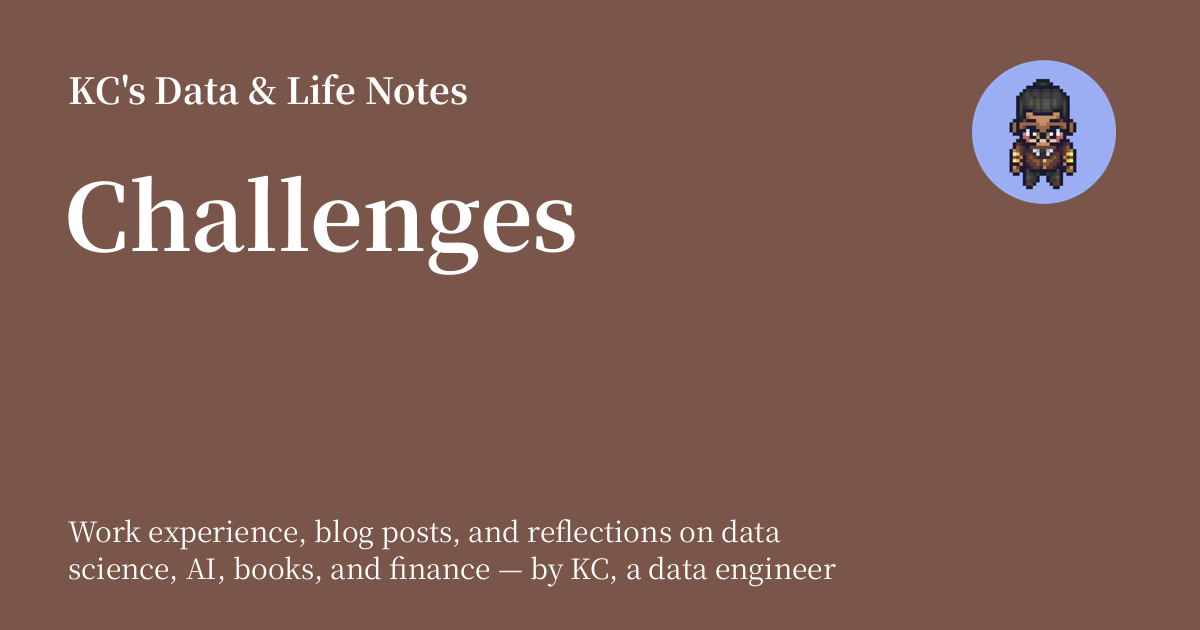 KC's Data & Life Notes
Challenges
Work experience, blog posts, and reflections on data
science, AI, books, and finance — by KC, a data engineer